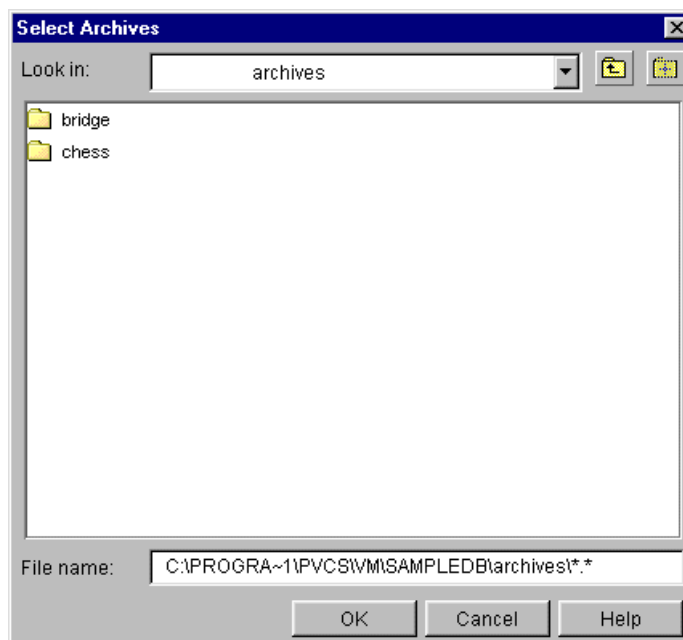 Select Archives
Look in: archives
bridge
chess
File name: C:\PROGRA~1\PVCS\VM\SAMPLEDB\archives\*.*
OK Cancel Help